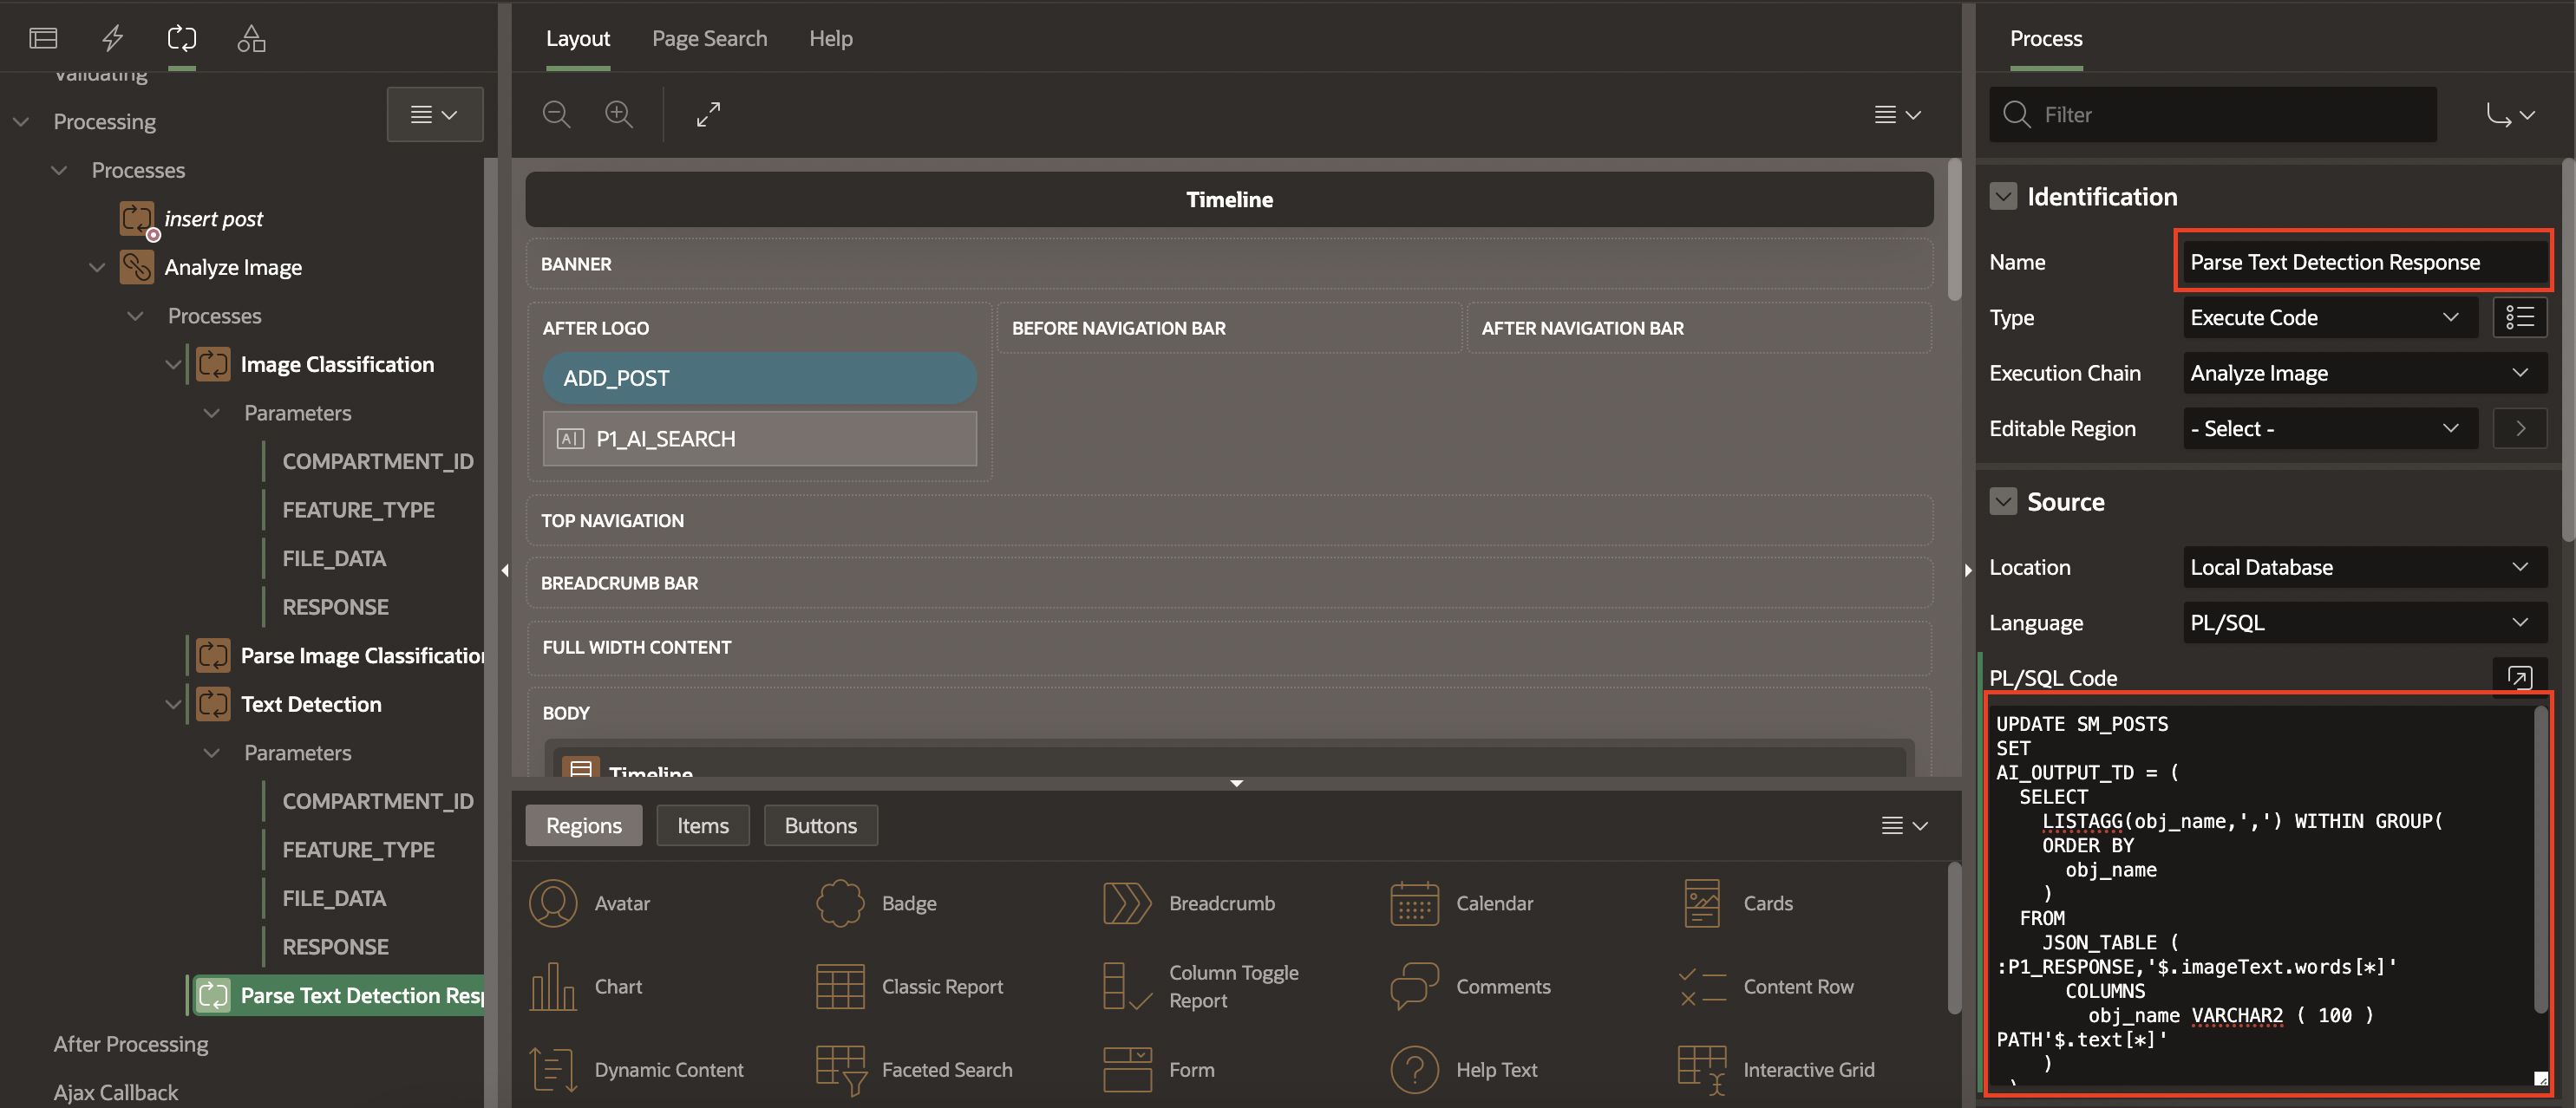 Validating
Processing
Processes
insert post
Analyze Image
Processes
Image Classification
Parameters
COMPARTMENT_ID
FEATURE_TYPE
FILE_DATA
RESPONSE
Parse Image Classification
Text Detection
Parameters
COMPARTMENT_ID
FEATURE_TYPE
FILE_DATA
RESPONSE
Parse Text Detection Resp
After Processing
Ajax Callback
Layout Page Search Help
Timeline
BANNER
AFTER LOGO BEFORE NAVIGATION BAR AFTER NAVIGATION BAR
ADD_POST
P1_AI_SEARCH
TOP NAVIGATION
BREADCRUMB BAR
FULL WIDTH CONTENT
BODY
Timeline
Regions Items Buttons
Avatar Badge Breadcrumb Calendar Cards
Chart Classic Report Column Toggle Report Comments Content Row
Dynamic Content Faceted Search Form Help Text Interactive Grid
Process
Filter
Identification
Name Parse Text Detection Response
Type Execute Code
Execution Chain Analyze Image
Editable Region - Select -
Source
Location Local Database
Language PL/SQL
PL/SQL Code
UPDATE SM_POSTS
SET
AI_OUTPUT_TD = (
SELECT
LISTAGG(obj_name,',') WITHIN GROUP(
ORDER BY
obj_name
)
FROM
JSON_TABLE (
:P1_RESPONSE,'$.imageText.words[*]'
COLUMNS
obj_name VARCHAR2 ( 100 )
PATH'$.text[*]'
)
)